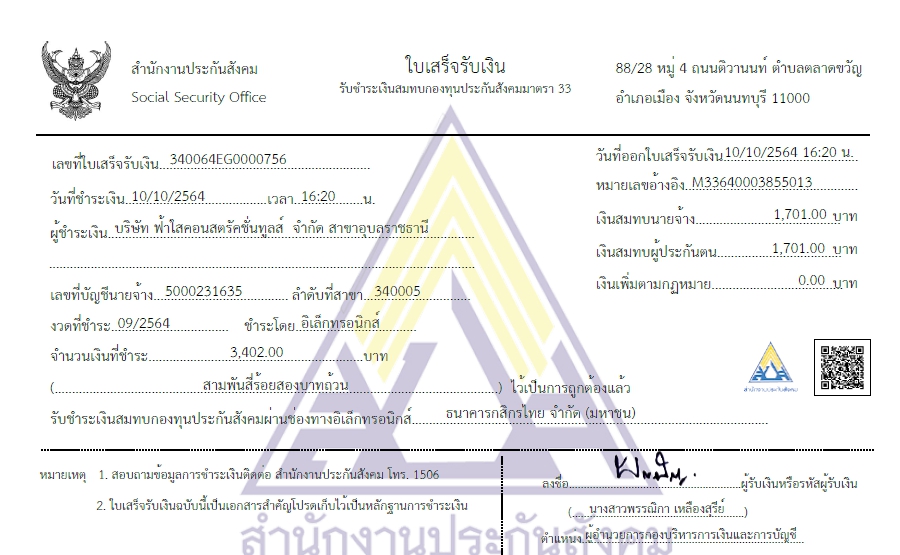 สำนักงานประกันสังคม
Social Security Office
ใบเสร็จรับเงิน
รับชำระเงินสมทบกองทุนประกันสังคมมาตรา 33
88/28 หมู่ 4 ถนนติวานนท์ ตำบลตลาดขวัญ
อำเภอเมือง จังหวัดนนทบุรี 11000
เลขที่ใบเสร็จรับเงิน 340064EG0000756
วันที่ออกใบเสร็จรับเงิน 10/10/2564 16:20 น.
วันที่ชำระเงิน 10/10/2564 เวลา 16:20 น.
หมายเลขอ้างอิง M33640003855013
ผู้ชำระเงิน บริษัท ฟ้าใสคอนสตรัคชั่นทูลส์ จำกัด สาขาอุบลราชธานี
เงินสมทบนายจ้าง 1,701.00 บาท
เงินสมทบผู้ประกันตน 1,701.00 บาท
เงินเพิ่มตามกฎหมาย 0.00 บาท
เลขที่บัญชีนายจ้าง 5000231635 ลำดับที่สาขา 340005
งวดที่ชำระ 09/2564 ชำระโดย อิเล็กทรอนิกส์
จำนวนเงินที่ชำระ 3,402.00 บาท
( สามพันสี่ร้อยสองบาทถ้วน ) ไว้เป็นการถูกต้องแล้ว
สำนักงานประกันสังคม
รับชำระเงินสมทบกองทุนประกันสังคมผ่านช่องทางอิเล็กทรอนิกส์ ธนาคารกสิกรไทย จำกัด (มหาชน)
หมายเหตุ 1. สอบถามข้อมูลการชำระเงินติดต่อ สำนักงานประกันสังคม โทร. 1506
2. ใบเสร็จรับเงินฉบับนี้เป็นเอกสารสำคัญโปรดเก็บไว้เป็นหลักฐานการชำระเงิน
ลงชื่อ ผู้รับเงินหรือรหัสผู้รับเงิน
( นางสาวพรรณิกา เหลืองสุรีย์ )
ตำแหน่ง ผู้อำนวยการกองบริหารการเงินและการบัญชี
สำนักงานประกันสังคม